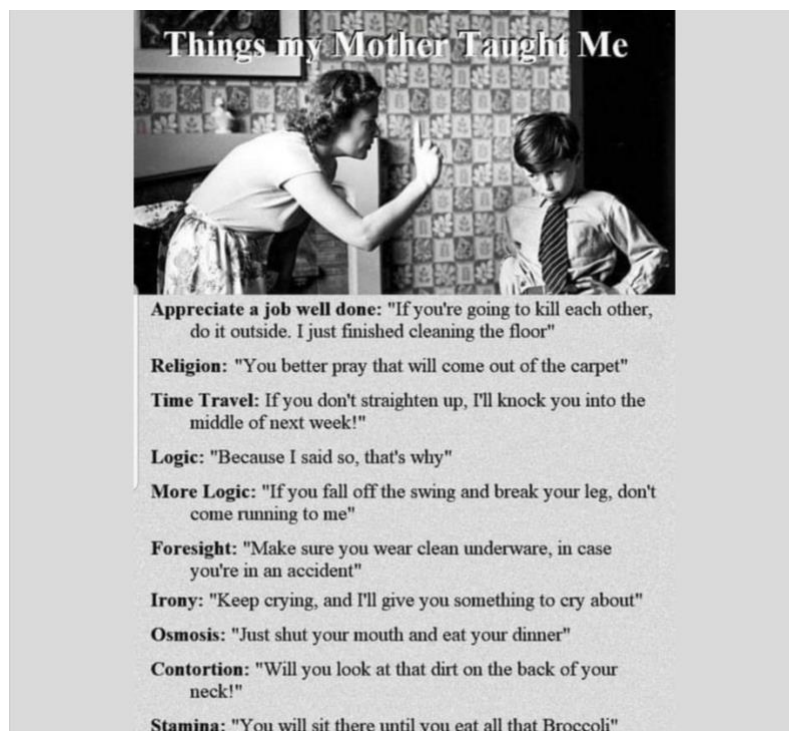 Things my Mother Taught Me
Appreciate a job well done: "If you're going to kill each other,
do it outside. I just finished cleaning the floor"
Religion: "You better pray that will come out of the carpet"
Time Travel: If you don't straighten up, I'll knock you into the
middle of next week!"
Logic: "Because I said so, that's why"
More Logic: "If you fall off the swing and break your leg, don't
come running to me"
Foresight: "Make sure you wear clean underware, in case
you're in an accident"
Irony: "Keep crying, and I'll give you something to cry about"
Osmosis: "Just shut your mouth and eat your dinner"
Contortion: "Will you look at that dirt on the back of your
neck!"
Stamina: "You will sit there until you eat all that Broccoli"